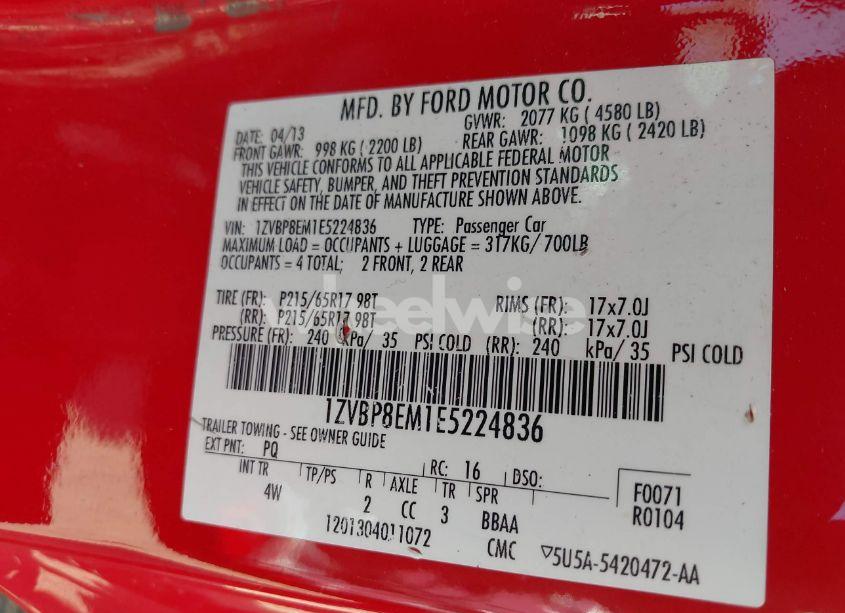 MFD. BY FORD MOTOR CO.
DATE: 04/13 GVWR: 2077 KG ( 4580 LB)
FRONT GAWR: 998 KG ( 2200 LB) REAR GAWR: 1098 KG ( 2420 LB)
THIS VEHICLE CONFORMS TO ALL APPLICABLE FEDERAL MOTOR
VEHICLE SAFETY, BUMPER, AND THEFT PREVENTION STANDARDS
IN EFFECT ON THE DATE OF MANUFACTURE SHOWN ABOVE.
VIN: 1ZVBP8EM1E5224836 TYPE: Passenger Car
MAXIMUM LOAD = OCCUPANTS + LUGGAGE = 317KG/ 700LB
OCCUPANTS = 4 TOTAL; 2 FRONT, 2 REAR
TIRE (FR): P215/65R17 98T RIMS (FR): 17x7.0J
(RR): P215/65R17 98T (RR): 17x7.0J
wheelwise
PRESSURE (FR): 240 kPa/ 35 PSI COLD (RR): 240 kPa/ 35 PSI COLD
1ZVBP8EM1E5224836
TRAILER TOWING - SEE OWNER GUIDE
EXT PNT: PQ RC: 16 DSO:
INT TR TP/PS R AXLE TR SPR F0071
4W 2 CC 3 BBAA R0104
1201304011072 CMC ▽5U5A-5420472-AA